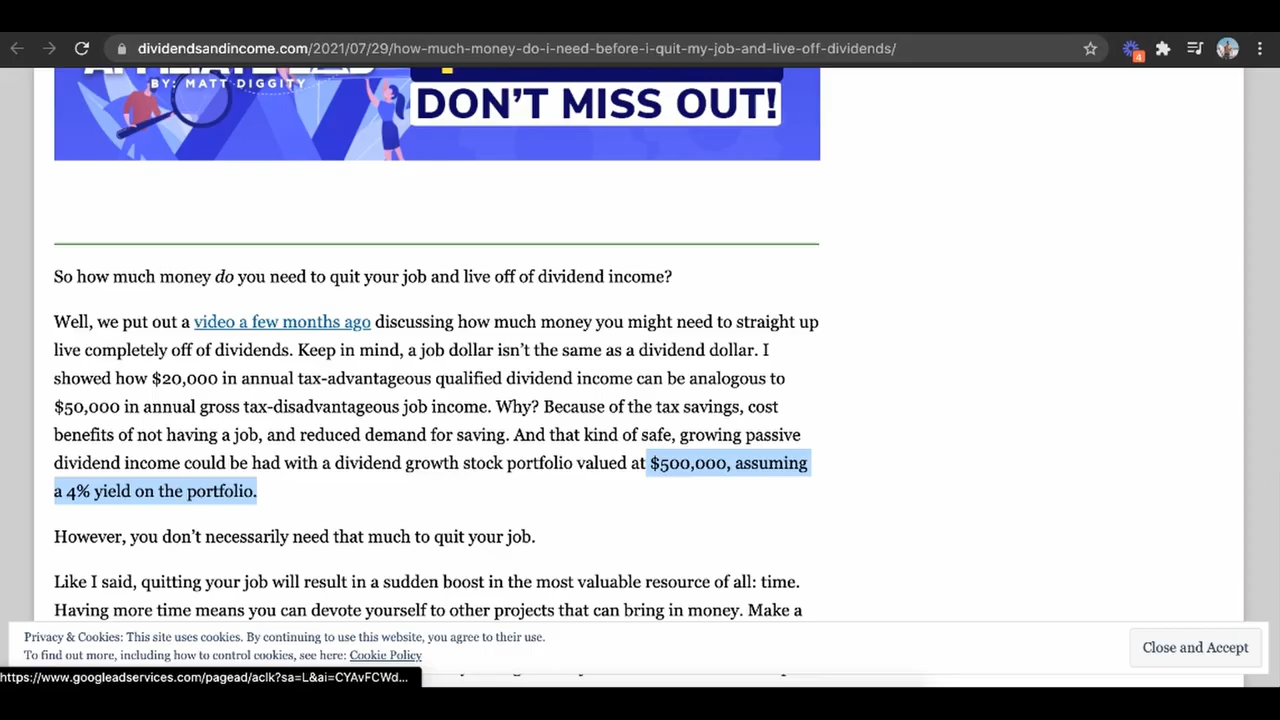 dividendsandincome.com/2021/07/29/how-much-money-do-i-need-before-i-quit-my-job-and-live-off-dividends/
4
BY: MATT DIGGITY
DON'T MISS OUT!
So how much money do you need to quit your job and live off of dividend income?
Well, we put out a video a few months ago discussing how much money you might need to straight up
live completely off of dividends. Keep in mind, a job dollar isn't the same as a dividend dollar. I
showed how $20,000 in annual tax-advantageous qualified dividend income can be analogous to
$50,000 in annual gross tax-disadvantageous job income. Why? Because of the tax savings, cost
benefits of not having a job, and reduced demand for saving. And that kind of safe, growing passive
dividend income could be had with a dividend growth stock portfolio valued at $500,000, assuming
a 4% yield on the portfolio.
However, you don't necessarily need that much to quit your job.
Like I said, quitting your job will result in a sudden boost in the most valuable resource of all: time.
Having more time means you can devote yourself to other projects that can bring in money. Make a
Privacy & Cookies: This site uses cookies. By continuing to use this website, you agree to their use.
To find out more, including how to control cookies, see here: Cookie Policy
Close and Accept
https://www.googleadservices.com/pagead/aclk?sa=L&ai=CYAvFCWd...